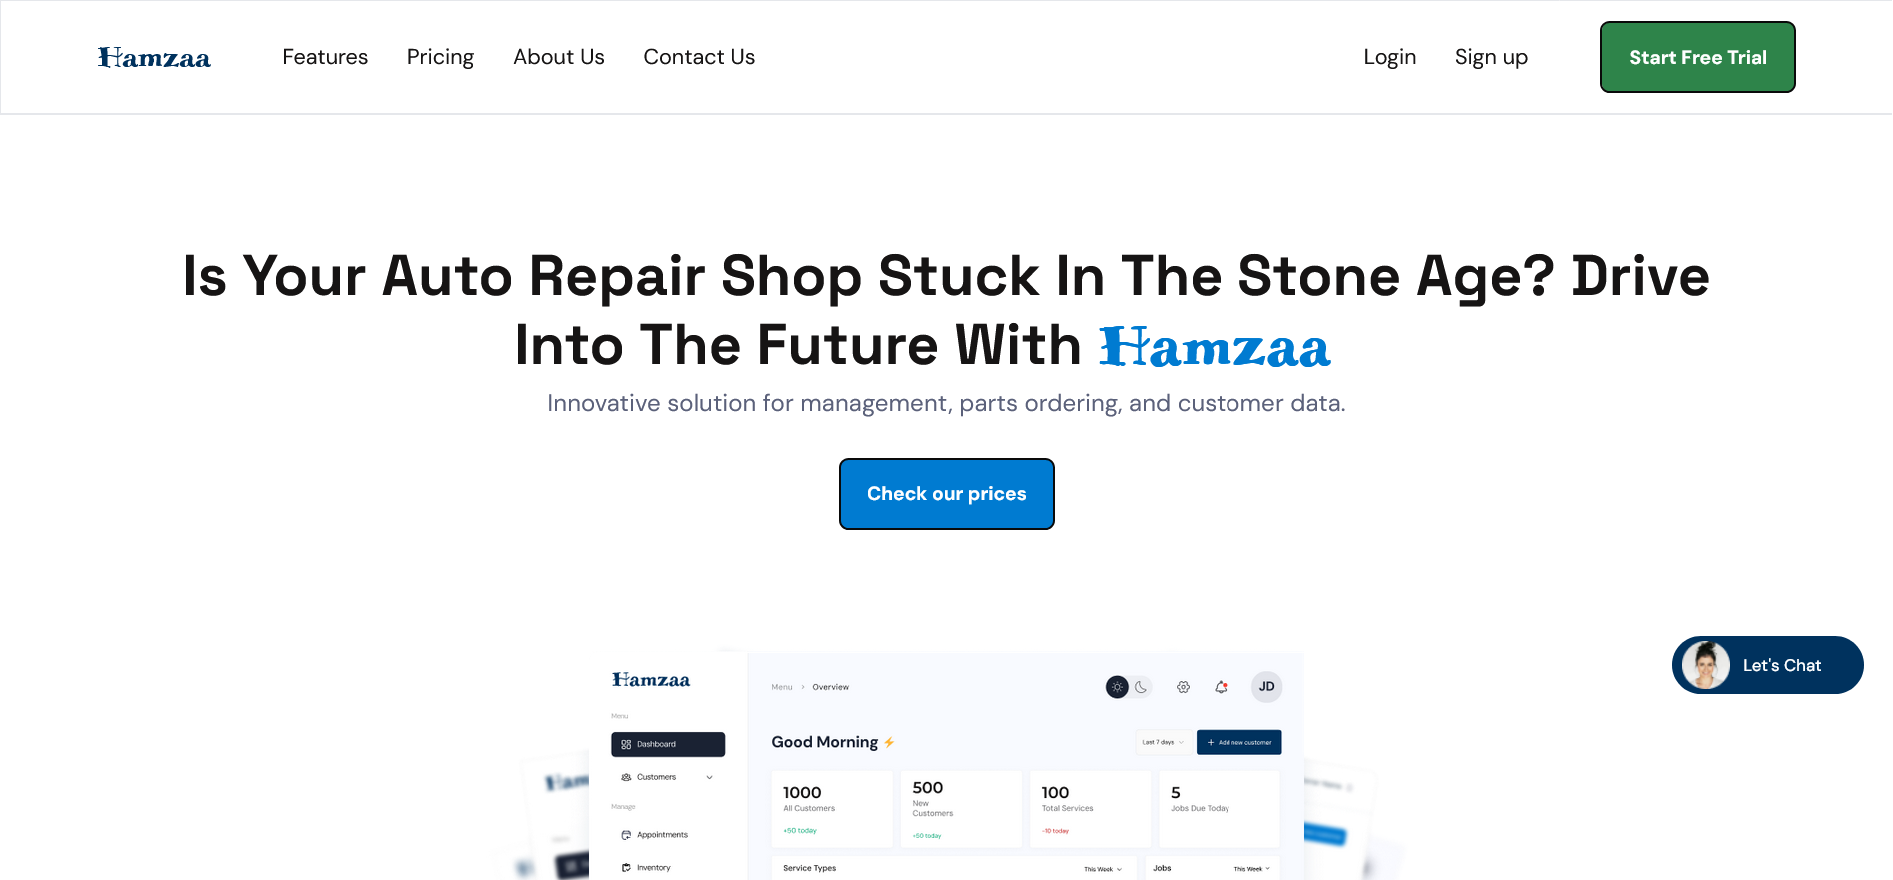 Hamzaa
Features
Pricing
About Us
Contact Us
Login
Sign up
Start Free Trial
Is Your Auto Repair Shop Stuck In The Stone Age? Drive
Into The Future With Hamzaa
Innovative solution for management, parts ordering, and customer data.
Check our prices
Let's Chat
Hamzaa
Menu
Dashboard
Customers
Manage
Appointments
Inventory
Menu > Overview
JD
Good Morning ⚡
Last 7 days
+ Add new customer
1000
All Customers
+50 today
500
New
Customers
+50 today
100
Total Services
-10 today
5
Jobs Due Today
Service Types
This Week
Jobs
This Week